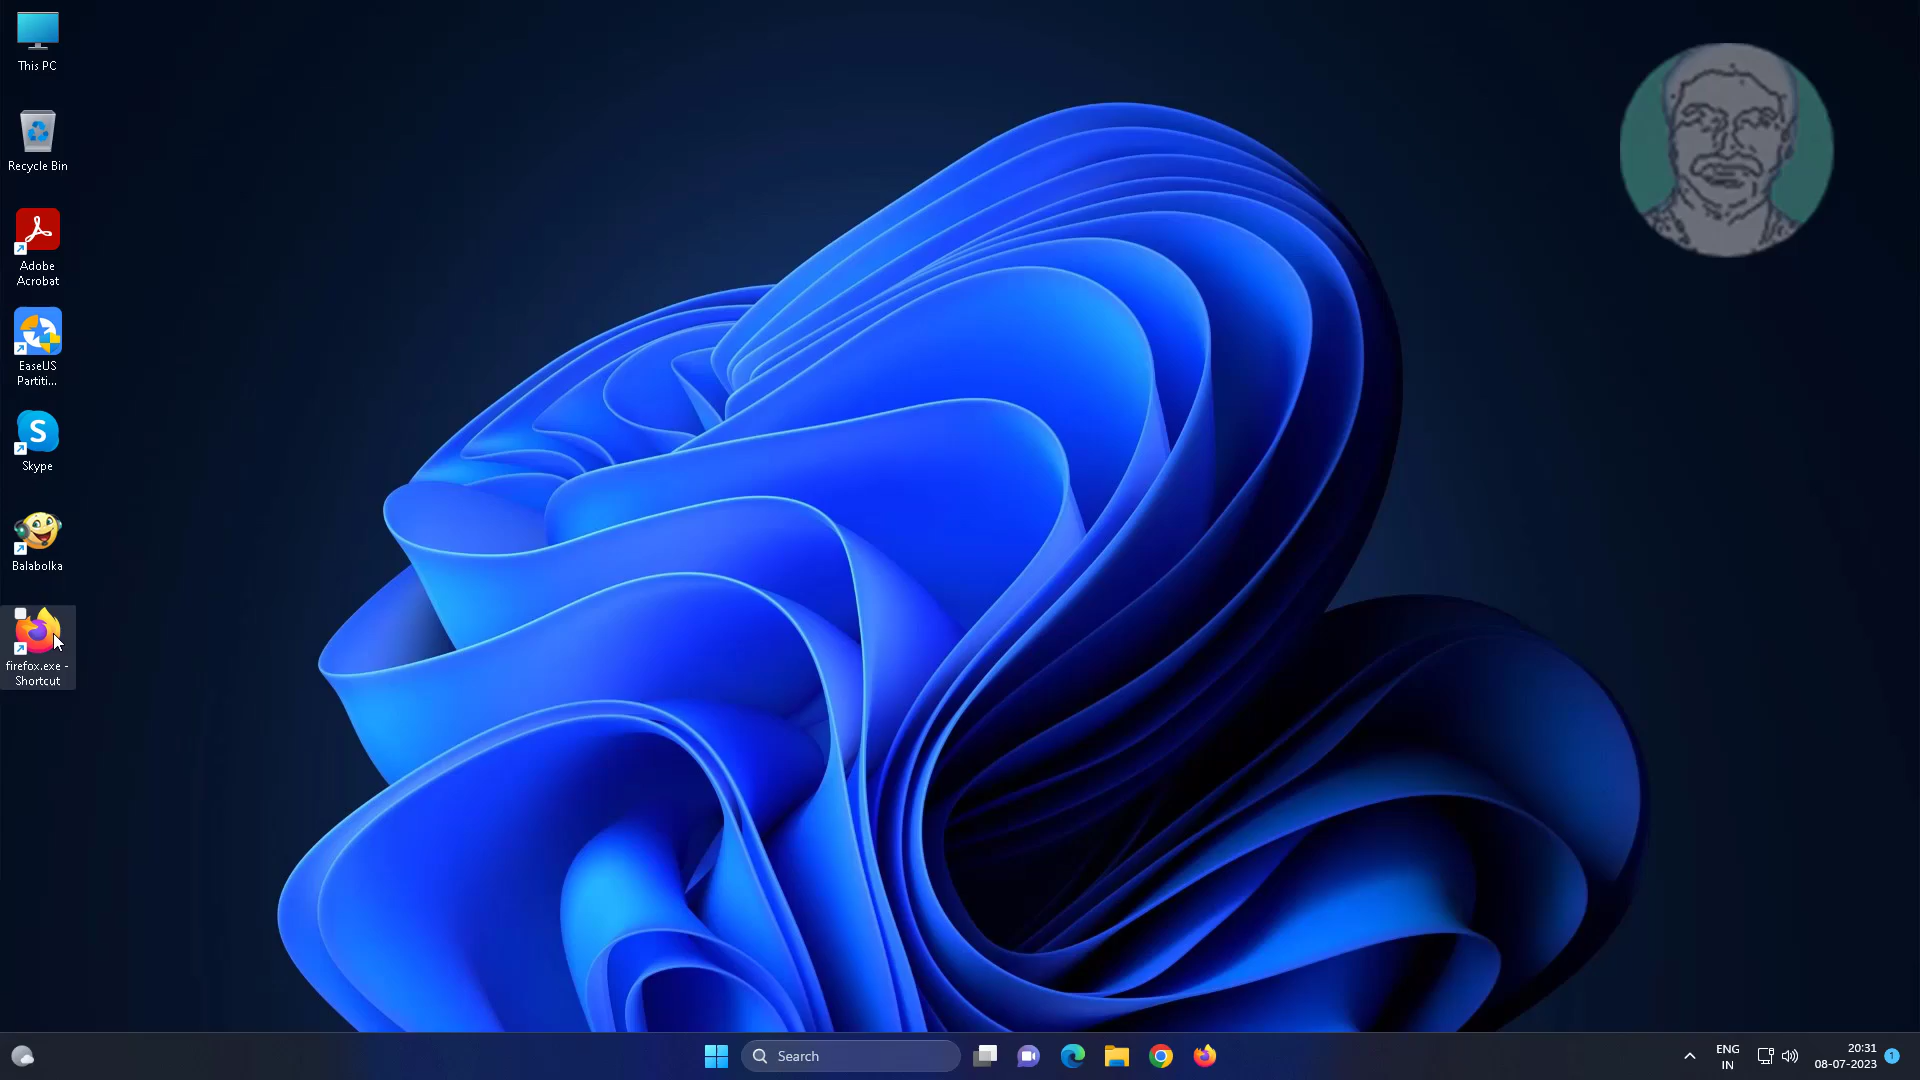 This PC
Recycle Bin
Adobe
Acrobat
EaseUS
Partiti...
S
Skype
Balabolka
firefox.exe -
Shortcut
Search
ENG
IN
20:31
08-07-2023
1